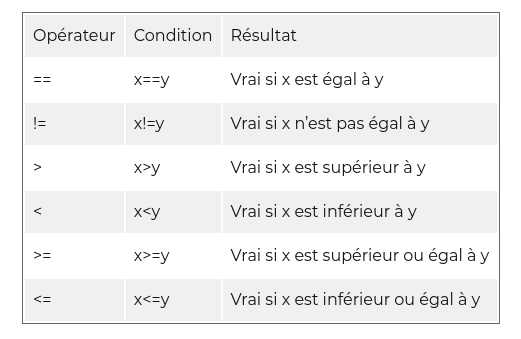 Opérateur Condition Résultat
== x==y Vrai si x est égal à y
!= x!=y Vrai si x n’est pas égal à y
> x>y Vrai si x est supérieur à y
< x<y Vrai si x est inférieur à y
>= x>=y Vrai si x est supérieur ou égal à y
<= x<=y Vrai si x est inférieur ou égal à y